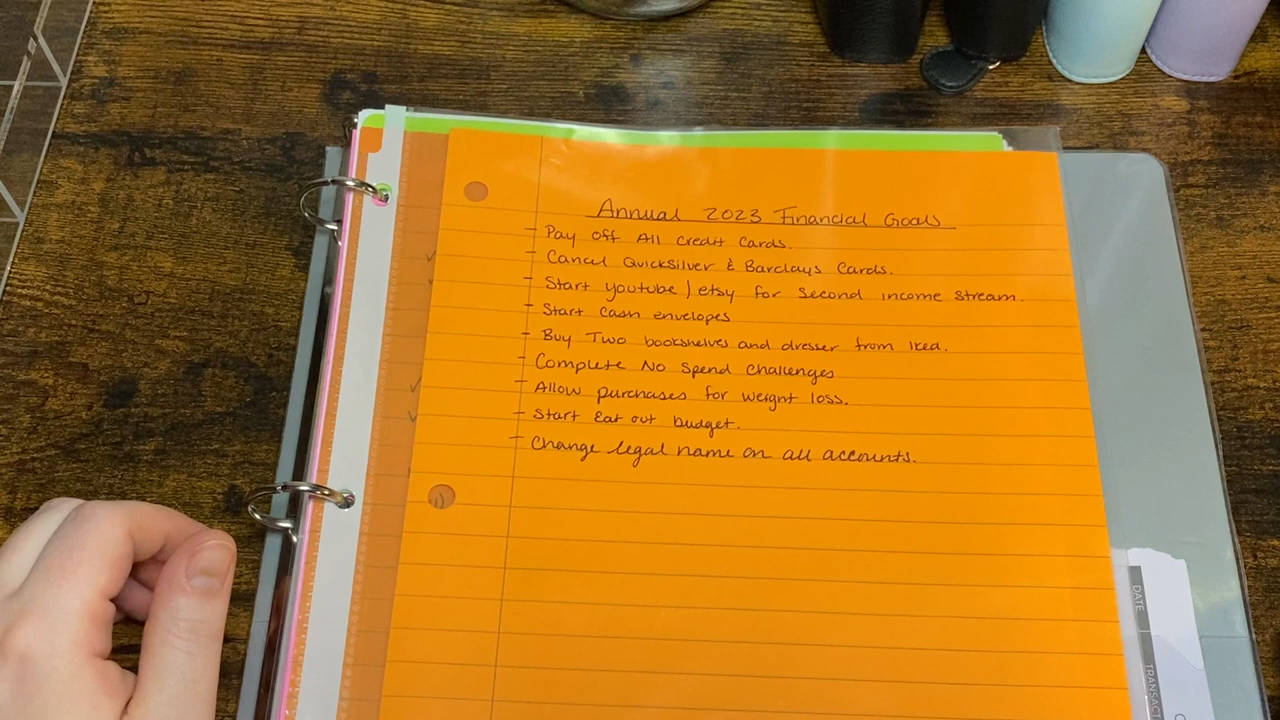 Annual 2023 Financial Goals
- Pay off All Credit Cards.
- Cancel Quicksilver & Barclays Cards.
- Start youtube/etsy for second income stream.
- Start Cash envelopes
- Buy Two bookshelves and dresser from Ikea.
- Complete No Spend Challenges
- Allow purchases for weight loss.
- Start Eat out budget.
- Change legal name on all accounts.
DATE